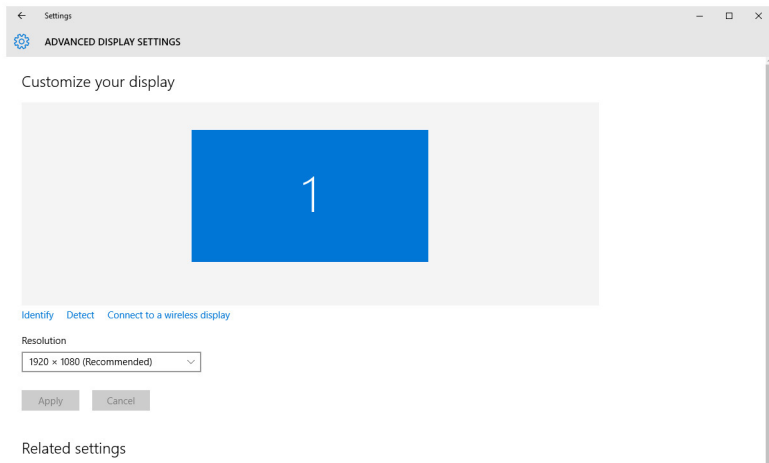 Settings
ADVANCED DISPLAY SETTINGS
Customize your display
1
Identify Detect Connect to a wireless display
Resolution
1920 × 1080 (Recommended)
Apply Cancel
Related settings